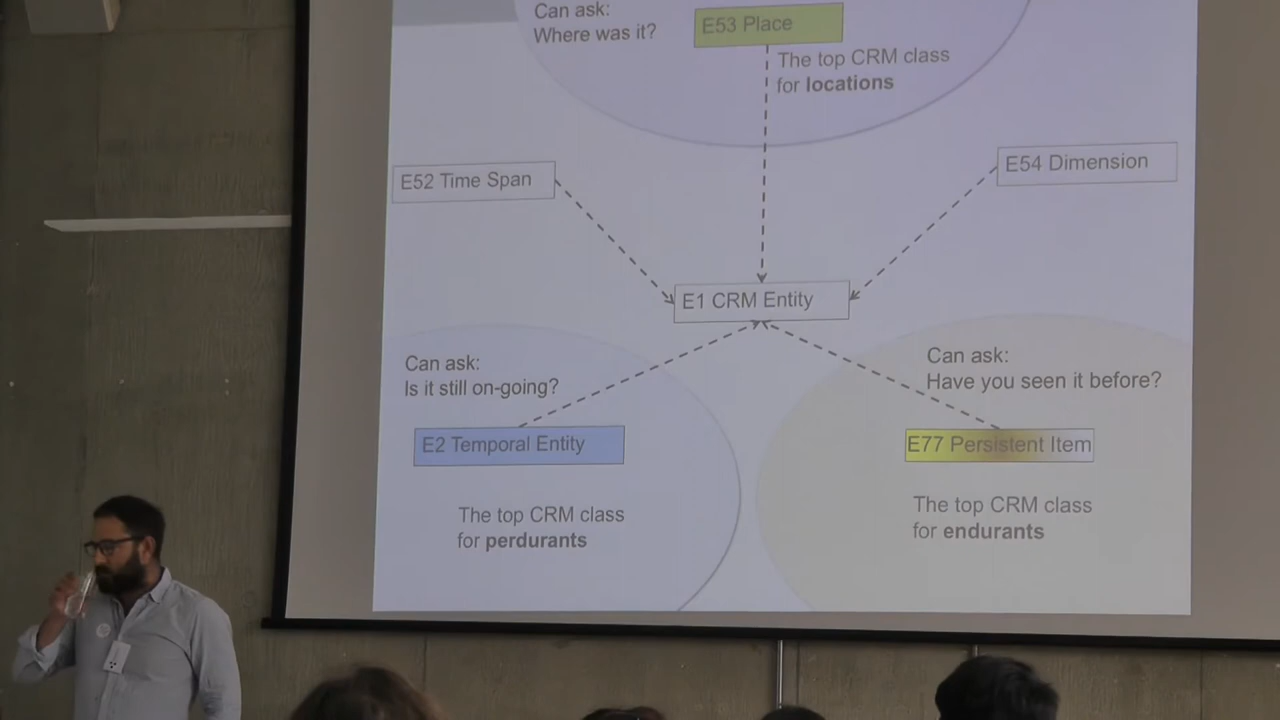 Can ask:
Where was it?
E53 Place
The top CRM class
for locations
E52 Time Span
E54 Dimension
E1 CRM Entity
Can ask:
Is it still on-going?
Can ask:
Have you seen it before?
E2 Temporal Entity
E77 Persistent Item
The top CRM class
for perdurants
The top CRM class
for endurants